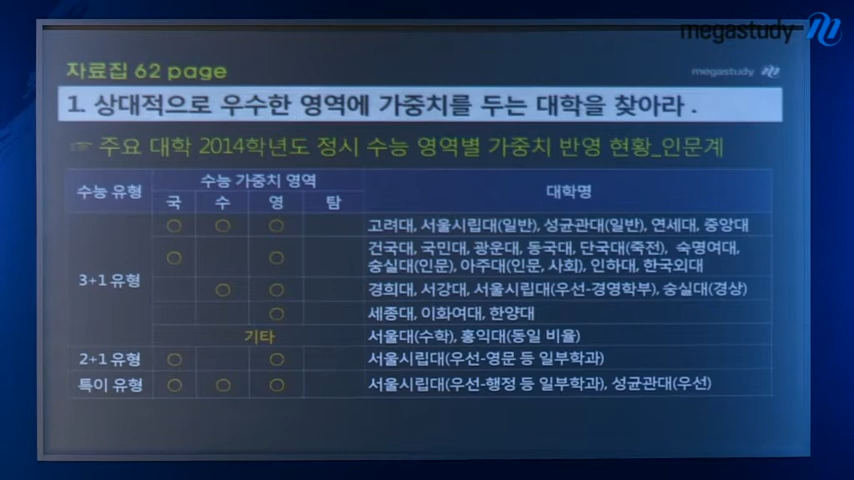 megastudy
자료집 62 page
megastudy
1. 상대적으로 우수한 영역에 가중치를 두는 대학을 찾아라.
☞ 주요 대학 2014학년도 정시 수능 영역별 가중치 반영 현황_인문계
수능 유형 수능 가중치 영역 대학명
국 수 영 탐
3+1유형
○ ○ ○ 고려대, 서울시립대(일반), 성균관대(일반), 연세대, 중앙대
○ ○ 건국대, 국민대, 광운대, 동국대, 단국대(죽전), 숙명여대,
숭실대(인문), 아주대(인문, 사회), 인하대, 한국외대
○ ○ 경희대, 서강대, 서울시립대(우선-경영학부), 숭실대(경상)
○ 세종대, 이화여대, 한양대
기타 서울대(수학), 홍익대(동일 비율)
2+1유형 ○ ○ 서울시립대(우선-영문 등 일부학과)
특이 유형 ○ ○ ○ 서울시립대(우선-행정 등 일부학과), 성균관대(우선)